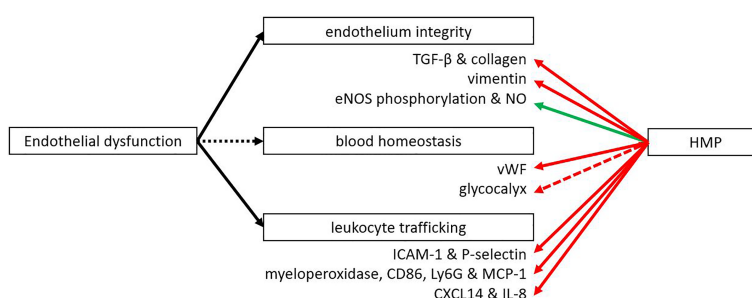 endothelium integrity
TGF-β & collagen
vimentin
eNOS phosphorylation & NO
Endothelial dysfunction
blood homeostasis
HMP
vWF
glycocalyx
leukocyte trafficking
ICAM-1 & P-selectin
myeloperoxidase, CD86, Ly6G & MCP-1
CXCL14 & IL-8